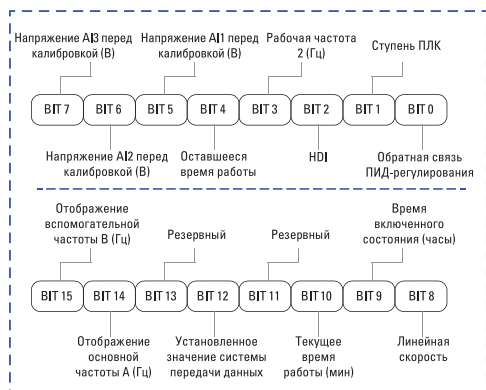 Напряжение AI3 перед
калибровкой (В)
Напряжение AI1 перед
калибровкой (В)
Рабочая частота
2 (Гц)
Ступень ПЛК
BIT 7
BIT 6
BIT 5
BIT 4
BIT 3
BIT 2
BIT 1
BIT 0
Напряжение AI2 перед
калибровкой (В)
Оставшееся
время работы
HDI
Обратная связь
ПИД-регулирования
Отображение
вспомогательной
частоты B (Гц)
Резервный
Резервный
Время
включенного
состояния (часы)
BIT 15
BIT 14
BIT 13
BIT 12
BIT 11
BIT 10
BIT 9
BIT 8
Отображение
основной
частоты A (Гц)
Установленное
значение системы
передачи данных
Текущее
время
работы (мин)
Линейная
скорость